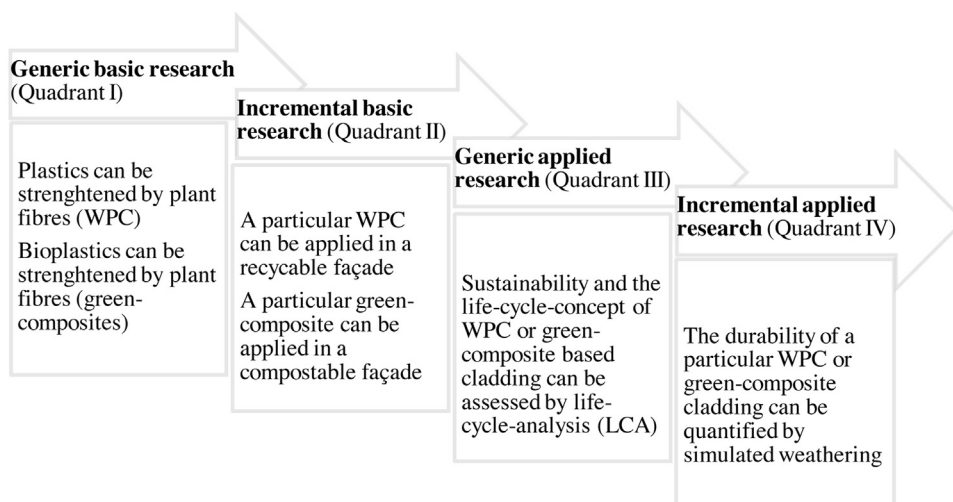 Generic basic research
(Quadrant I)
Plastics can be
strenghtened by plant
fibres (WPC)
Bioplastics can be
strenghtened by plant
fibres (green-
composites)
Incremental basic
research (Quadrant II)
A particular WPC
can be applied in a
recycable façade
A particular green-
composite can be
applied in a
compostable façade
Generic applied
research (Quadrant III)
Sustainability and the
life-cycle-concept of
WPC or green-
composite based
cladding can be
assessed by life-
cycle-analysis (LCA)
Incremental applied
research (Quadrant IV)
The durability of a
particular WPC or
green-composite
cladding can be
quantified by
simulated weathering